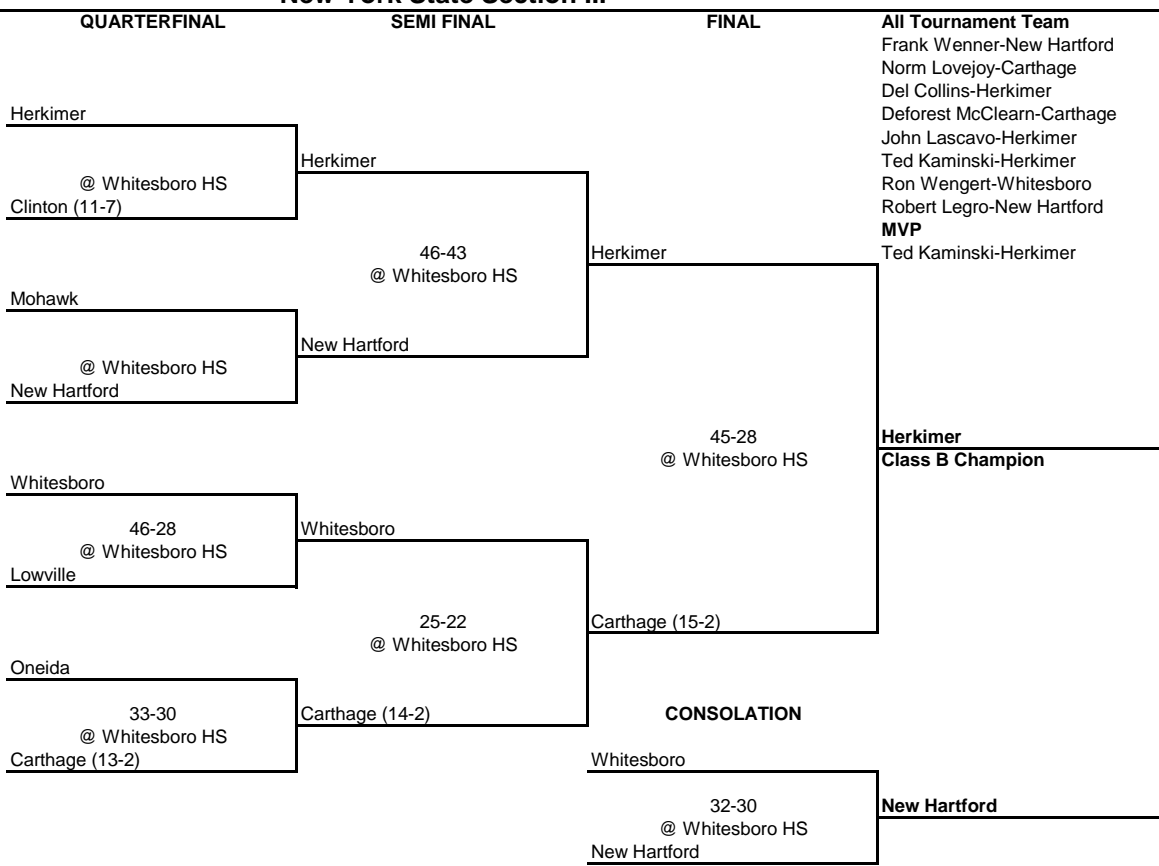 New York State Section III
QUARTERFINAL SEMI FINAL FINAL All Tournament Team
Frank Wenner-New Hartford
Norm Lovejoy-Carthage
Del Collins-Herkimer
Herkimer Deforest McClearn-Carthage
John Lascavo-Herkimer
Herkimer Ted Kaminski-Herkimer
@ Whitesboro HS Ron Wengert-Whitesboro
Clinton (11-7) Robert Legro-New Hartford
MVP
46-43 Herkimer Ted Kaminski-Herkimer
@ Whitesboro HS
Mohawk
New Hartford
@ Whitesboro HS
New Hartford
45-28 Herkimer
@ Whitesboro HS Class B Champion
Whitesboro
46-28 Whitesboro
@ Whitesboro HS
Lowville
25-22 Carthage (15-2)
@ Whitesboro HS
Oneida
33-30 Carthage (14-2) CONSOLATION
@ Whitesboro HS
Carthage (13-2) Whitesboro
32-30 New Hartford
@ Whitesboro HS
New Hartford